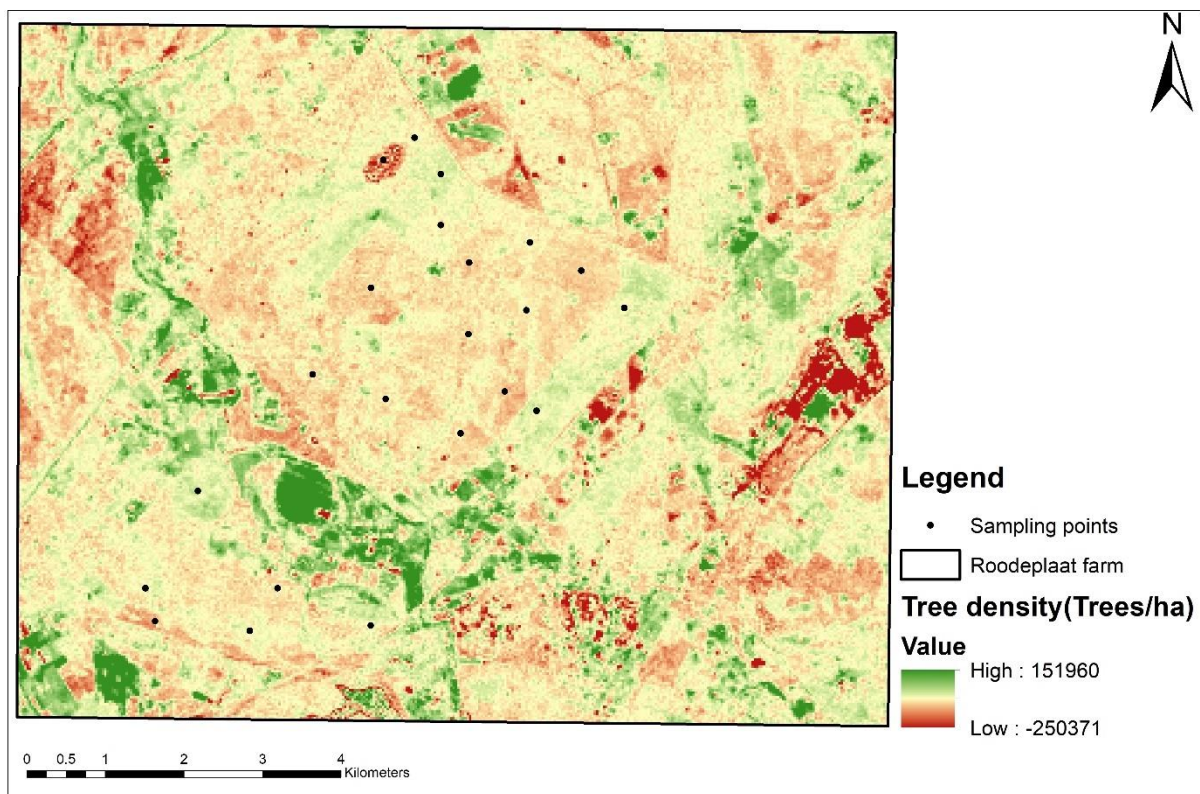 N
Legend
Sampling points
Roodeplaat farm
Tree density(Trees/ha)
Value
High : 151960
Low : -250371
0 0.5 1 2 3 4
Kilometers